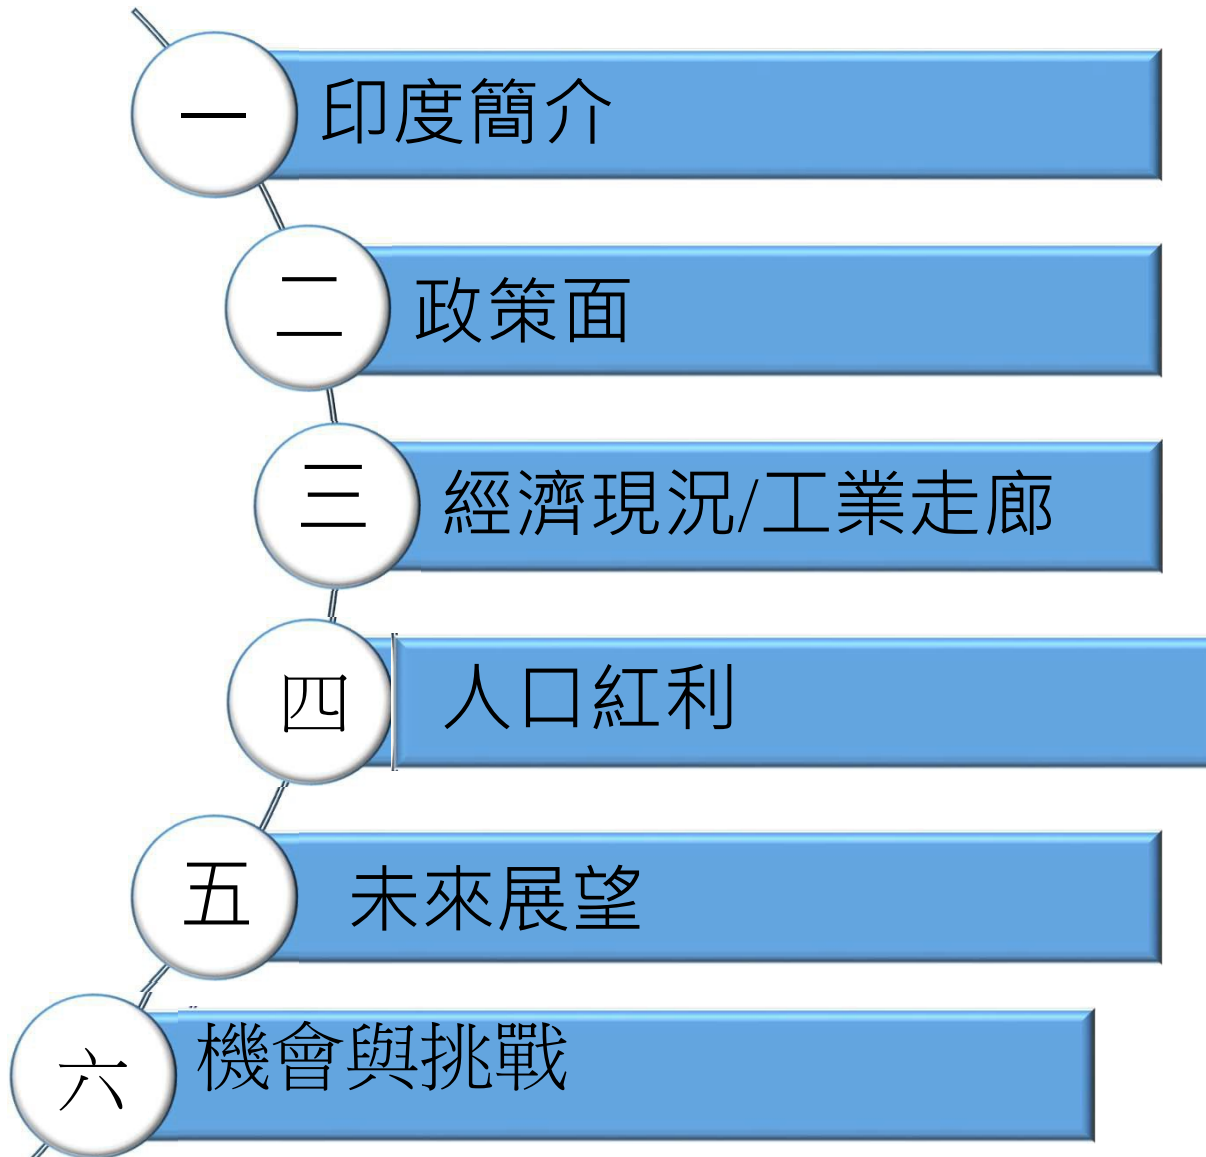 一 印度簡介
二 政策面
三 經濟現況/工業走廊
四 人口紅利
五 未來展望
六 機會與挑戰